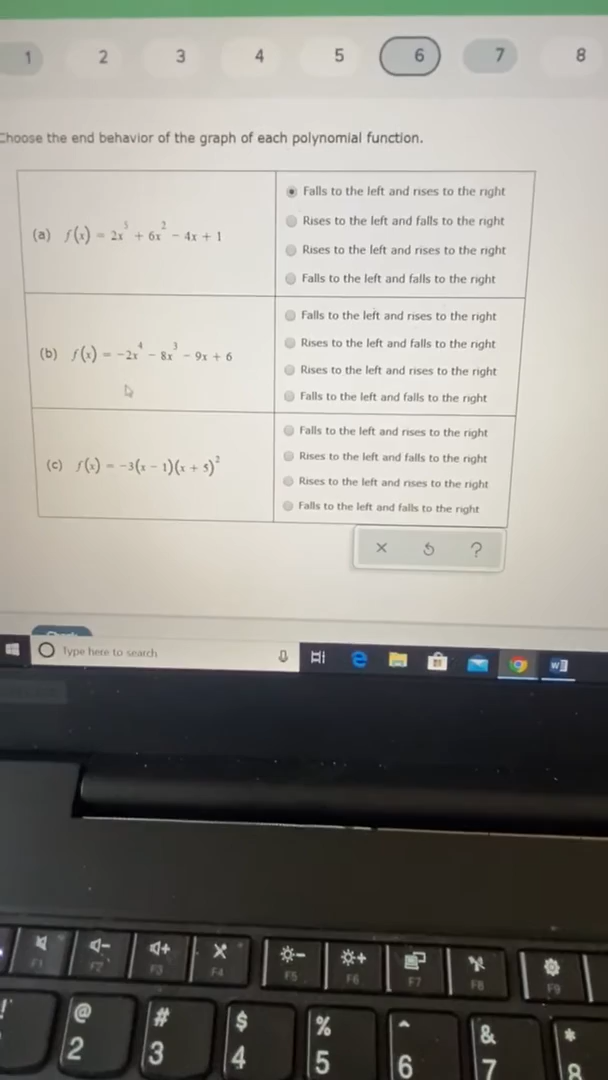 1 2 3 4 5 6 7 8
Choose the end behavior of the graph of each polynomial function.
(a) f(x) = 2x⁵ + 6x² − 4x + 1
Falls to the left and rises to the right
Rises to the left and falls to the right
Rises to the left and rises to the right
Falls to the left and falls to the right
(b) f(x) = −2x⁴ − 8x³ − 9x + 6
Falls to the left and rises to the right
Rises to the left and falls to the right
Rises to the left and rises to the right
Falls to the left and falls to the right
(c) f(x) = −3(x − 1)(x + 5)²
Falls to the left and rises to the right
Rises to the left and falls to the right
Rises to the left and rises to the right
Falls to the left and falls to the right
× ?
Type here to search
F1 F2 F3 F4 F5 F6 F7 F8 F9
! @ # $ % ^ & *
2 3 4 5 6 7 8